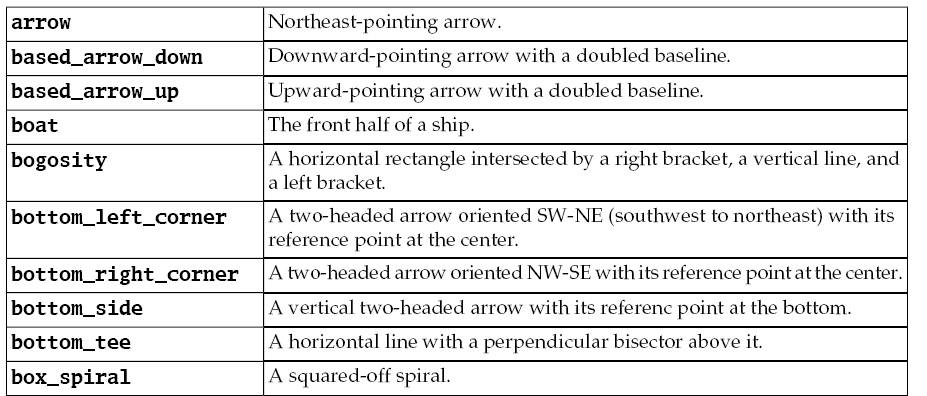 arrow Northeast-pointing arrow.
based_arrow_down Downward-pointing arrow with a doubled baseline.
based_arrow_up Upward-pointing arrow with a doubled baseline.
boat The front half of a ship.
bogosity A horizontal rectangle intersected by a right bracket, a vertical line, and
a left bracket.
bottom_left_corner A two-headed arrow oriented SW-NE (southwest to northeast) with its
reference point at the center.
bottom_right_corner A two-headed arrow oriented NW-SE with its reference point at the center.
bottom_side A vertical two-headed arrow with its referenc point at the bottom.
bottom_tee A horizontal line with a perpendicular bisector above it.
box_spiral A squared-off spiral.